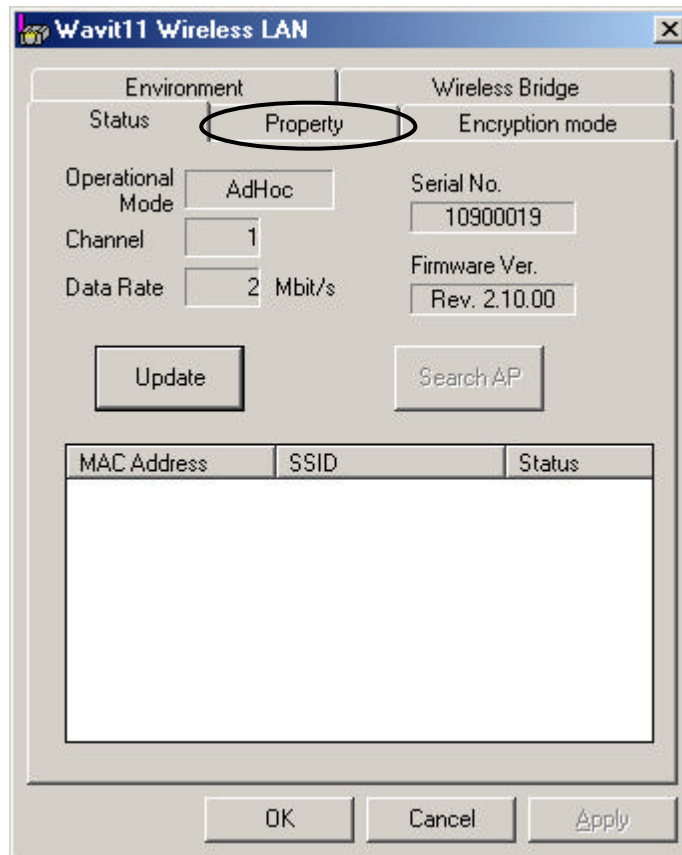 Wavit11 Wireless LAN
Environment Wireless Bridge
Status Property Encryption mode
Operational Mode AdHoc
Serial No.
10900019
Channel 1
Firmware Ver.
Data Rate 2 Mbit/s
Rev. 2.10.00
Update Search AP
MAC Address SSID Status
OK Cancel Apply